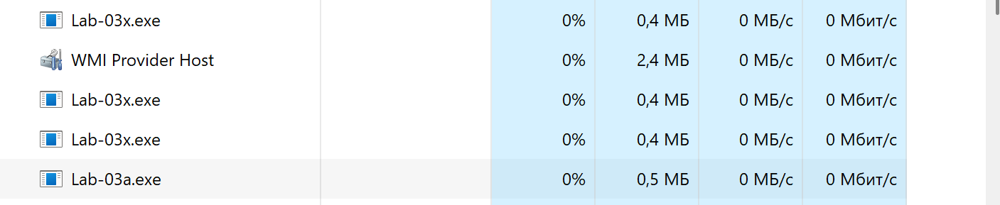 Lab-03x.exe 0% 0,4 МБ 0 МБ/с 0 Мбит/с
WMI Provider Host 0% 2,4 МБ 0 МБ/с 0 Мбит/с
Lab-03x.exe 0% 0,4 МБ 0 МБ/с 0 Мбит/с
Lab-03x.exe 0% 0,4 МБ 0 МБ/с 0 Мбит/с
Lab-03a.exe 0% 0,5 МБ 0 МБ/с 0 Мбит/с